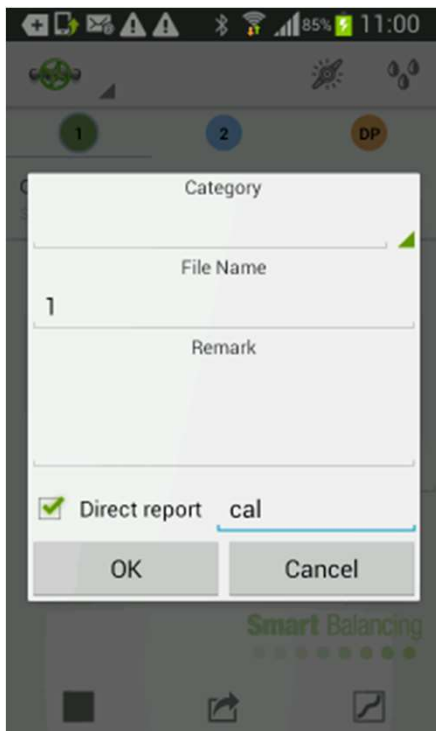 85% 11:00
1 2 DP
Category
File Name
1
Remark
Direct report cal
OK Cancel
Smart Balancing